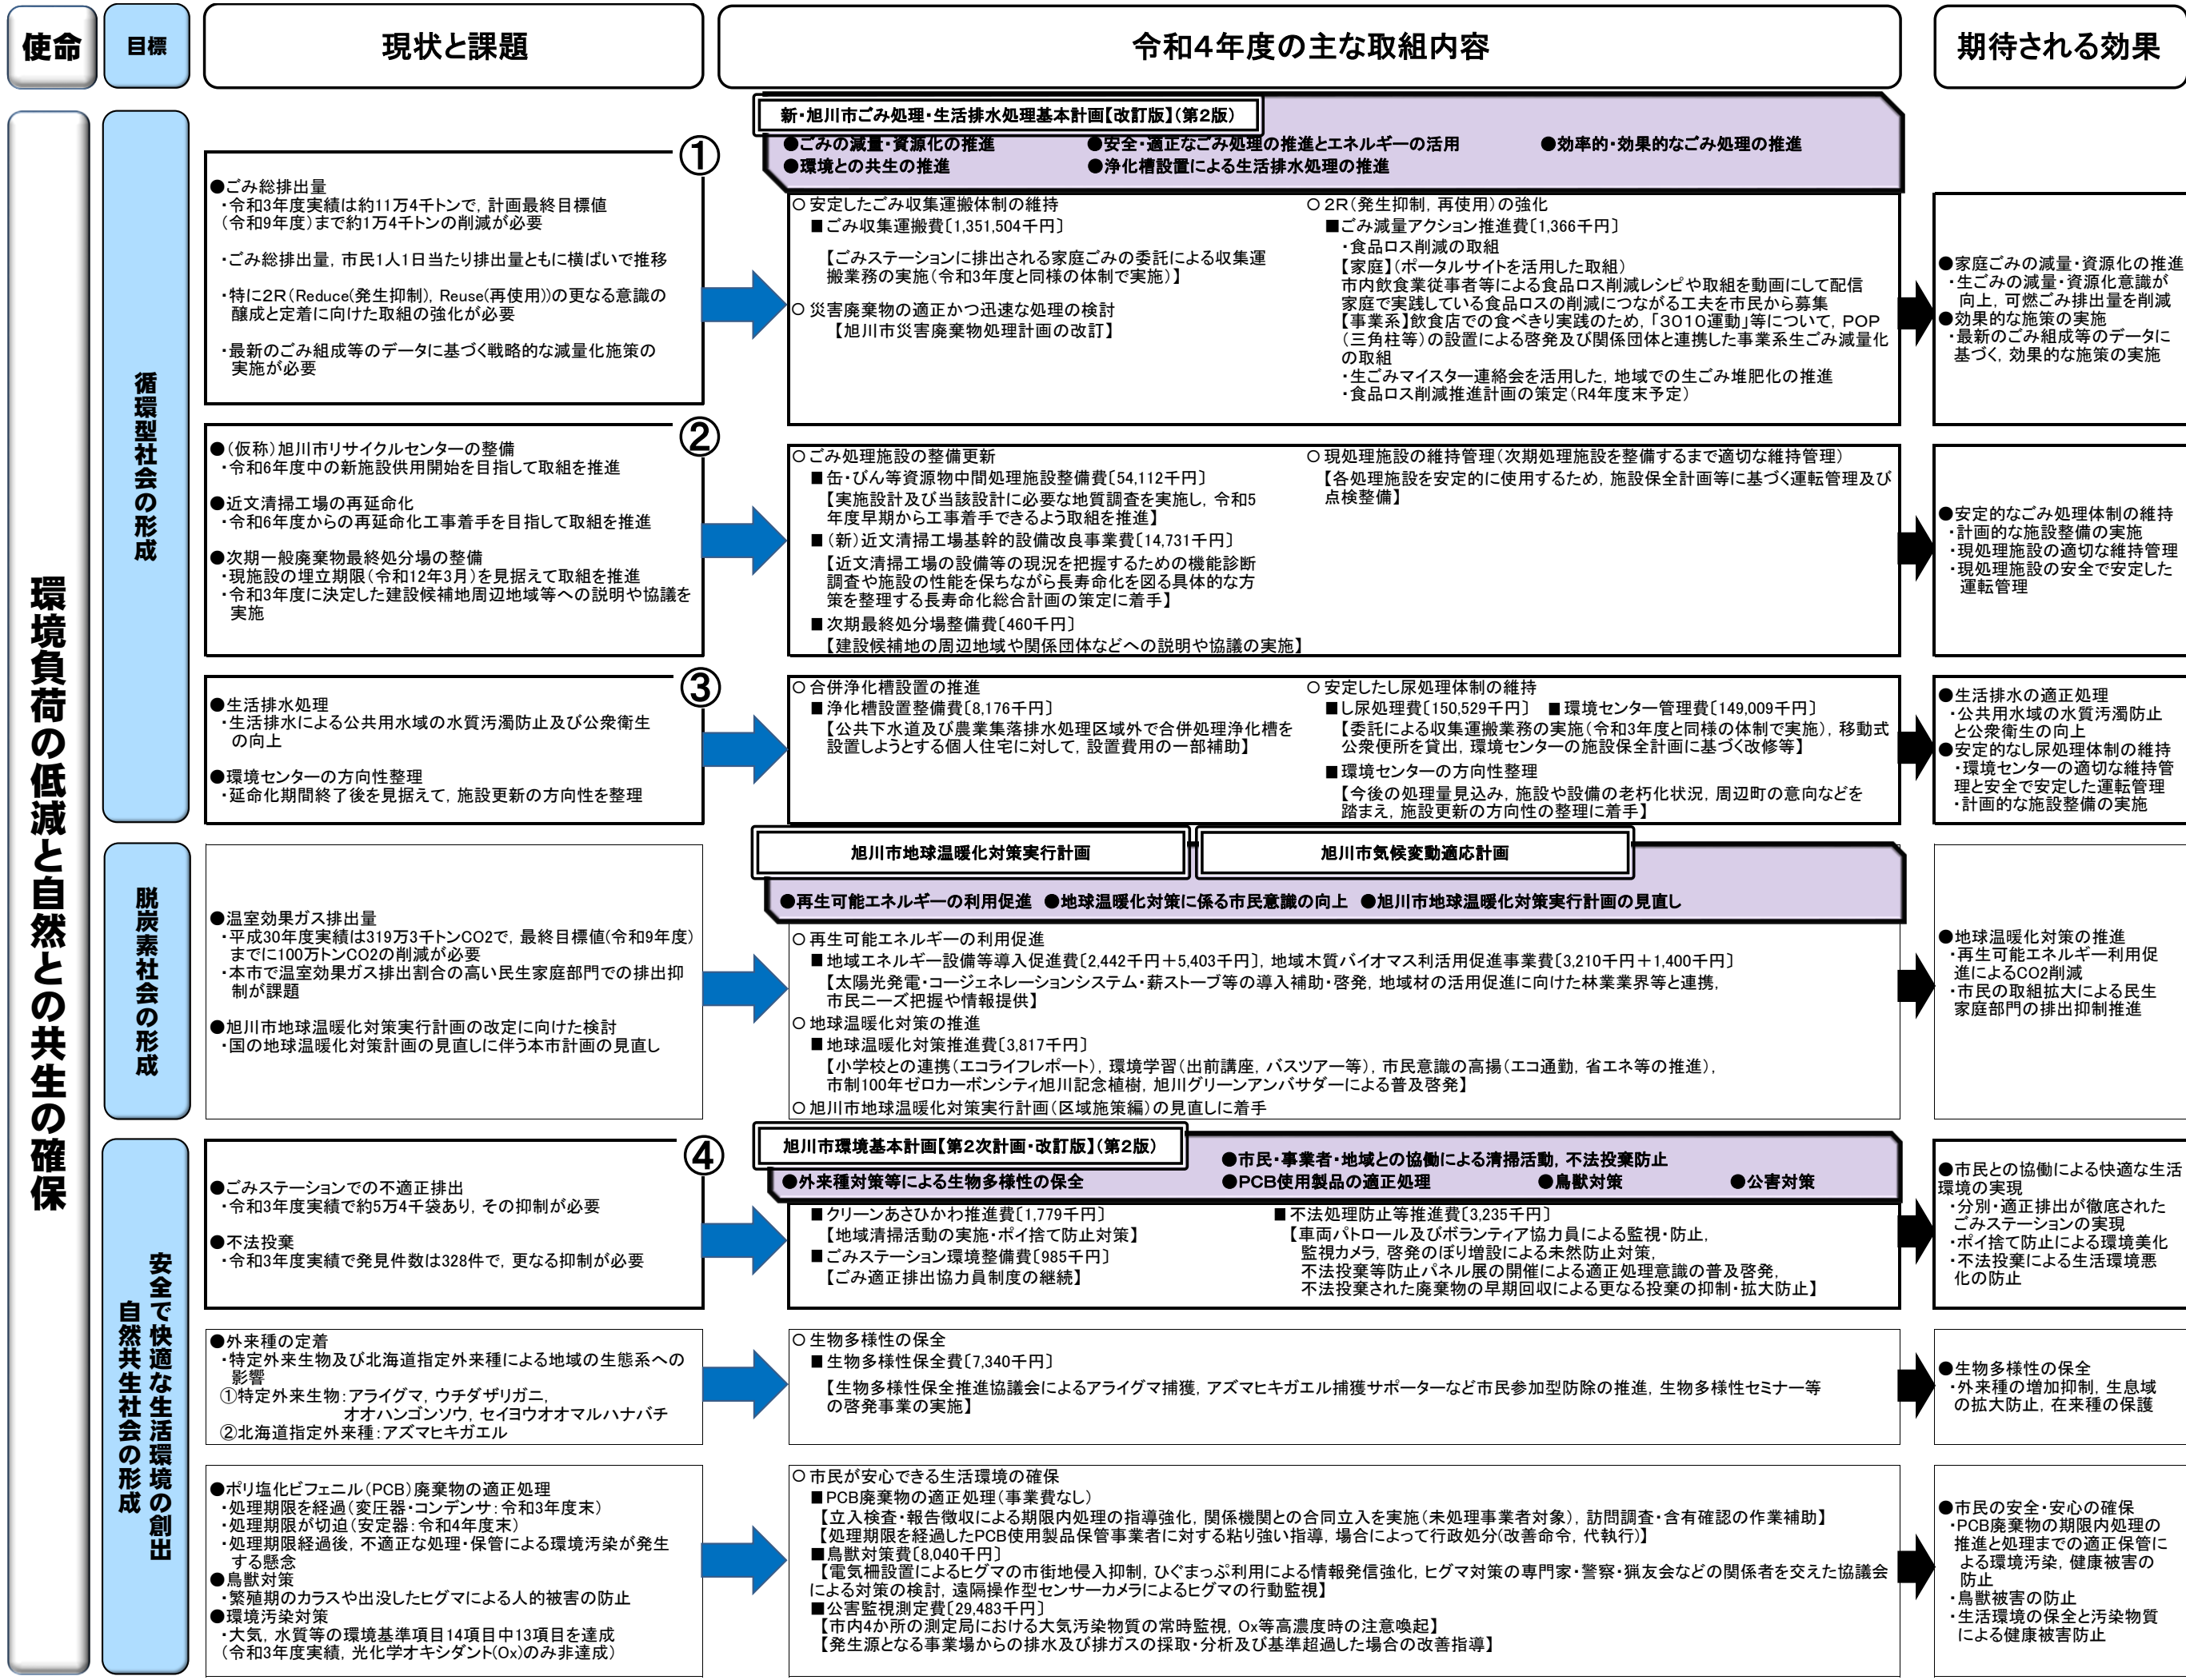 使命
目標
現状と課題
令和4年度の主な取組内容
期待される効果
環境負荷の低減と自然との共生の確保
循環型社会の形成
新・旭川市ごみ処理・生活排水処理基本計画【改訂版】(第2版)
●ごみの減量・資源化の推進 ●安全・適正なごみ処理の推進とエネルギーの活用 ●効率的・効果的なごみ処理の推進
●環境との共生の推進 ●浄化槽設置による生活排水処理の推進
①
●ごみ総排出量
・令和3年度実績は約11万4千トンで，計画最終目標値
(令和9年度)まで約1万4千トンの削減が必要
・ごみ総排出量，市民1人1日当たり排出量ともに横ばいで推移
・特に2R(Reduce(発生抑制)，Reuse(再使用))の更なる意識の
醸成と定着に向けた取組の強化が必要
・最新のごみ組成等のデータに基づく戦略的な減量化施策の
実施が必要
○ 安定したごみ収集運搬体制の維持
■ ごみ収集運搬費〔1,351,504千円〕
【ごみステーションに排出される家庭ごみの委託による収集運
搬業務の実施(令和3年度と同様の体制で実施)】
○ 災害廃棄物の適正かつ迅速な処理の検討
【旭川市災害廃棄物処理計画の改訂】
○ 2R(発生抑制，再使用)の強化
■ごみ減量アクション推進費〔1,366千円〕
・食品ロス削減の取組
【家庭】(ポータルサイトを活用した取組)
市内飲食業従事者等による食品ロス削減レシピや取組を動画にして配信
家庭で実践している食品ロスの削減につながる工夫を市民から募集
【事業系】飲食店での食べきり実践のため，「3010運動」等について，POP
(三角柱等)の設置による啓発及び関係団体と連携した事業系生ごみ減量化
の取組
・生ごみマイスター連絡会を活用した，地域での生ごみ堆肥化の推進
・食品ロス削減推進計画の策定(R4年度末予定)
●家庭ごみの減量・資源化の推進
・生ごみの減量・資源化意識が
向上，可燃ごみ排出量を削減
●効果的な施策の実施
・最新のごみ組成等のデータに
基づく，効果的な施策の実施
②
●(仮称)旭川市リサイクルセンターの整備
・令和6年度中の新施設供用開始を目指して取組を推進
●近文清掃工場の再延命化
・令和6年度からの再延命化工事着手を目指して取組を推進
●次期一般廃棄物最終処分場の整備
・現施設の埋立期限(令和12年3月)を見据えて取組を推進
・令和3年度に決定した建設候補地周辺地域等への説明や協議を
実施
○ごみ処理施設の整備更新
■ 缶・びん等資源物中間処理施設整備費〔54,112千円〕
【実施設計及び当該設計に必要な地質調査を実施し，令和5
年度早期から工事着手できるよう取組を推進】
■ (新)近文清掃工場基幹的設備改良事業費〔14,731千円〕
【近文清掃工場の設備等の現況を把握するための機能診断
調査や施設の性能を保ちながら長寿命化を図る具体的な方
策を整理する長寿命化総合計画の策定に着手】
■ 次期最終処分場整備費〔460千円〕
【建設候補地の周辺地域や関係団体などへの説明や協議の実施】
○ 現処理施設の維持管理(次期処理施設を整備するまで適切な維持管理)
【各処理施設を安定的に使用するため，施設保全計画等に基づく運転管理及び
点検整備】
●安定的なごみ処理体制の維持
・計画的な施設整備の実施
・現処理施設の適切な維持管理
・現処理施設の安全で安定した
運転管理
③
●生活排水処理
・生活排水による公共用水域の水質汚濁防止及び公衆衛生
の向上
●環境センターの方向性整理
・延命化期間終了後を見据えて，施設更新の方向性を整理
○ 合併浄化槽設置の推進
■ 浄化槽設置整備費〔8,176千円〕
【公共下水道及び農業集落排水処理区域外で合併処理浄化槽を
設置しようとする個人住宅に対して，設置費用の一部補助】
○ 安定したし尿処理体制の維持
■し尿処理費〔150,529千円〕 ■ 環境センター管理費〔149,009千円〕
【委託による収集運搬業務の実施(令和3年度と同様の体制で実施)，移動式
公衆便所を貸出，環境センターの施設保全計画に基づく改修等】
■ 環境センターの方向性整理
【今後の処理量見込み，施設や設備の老朽化状況，周辺町の意向などを
踏まえ，施設更新の方向性の整理に着手】
●生活排水の適正処理
・公共用水域の水質汚濁防止
と公衆衛生の向上
●安定的なし尿処理体制の維持
・環境センターの適切な維持管
理と安全で安定した運転管理
・計画的な施設整備の実施
脱炭素社会の形成
旭川市地球温暖化対策実行計画
旭川市気候変動適応計画
●再生可能エネルギーの利用促進 ●地球温暖化対策に係る市民意識の向上 ●旭川市地球温暖化対策実行計画の見直し
●温室効果ガス排出量
・平成30年度実績は319万3千トンCO2で，最終目標値(令和9年度)
までに100万トンCO2の削減が必要
・本市で温室効果ガス排出割合の高い民生家庭部門での排出抑
制が課題
●旭川市地球温暖化対策実行計画の改定に向けた検討
・国の地球温暖化対策計画の見直しに伴う本市計画の見直し
○ 再生可能エネルギーの利用促進
■ 地域エネルギー設備等導入促進費〔2,442千円＋5,403千円〕，地域木質バイオマス利活用促進事業費〔3,210千円＋1,400千円〕
【太陽光発電・コージェネレーションシステム・薪ストーブ等の導入補助・啓発，地域材の活用促進に向けた林業業界等と連携，
市民ニーズ把握や情報提供】
○ 地球温暖化対策の推進
■ 地球温暖化対策推進費〔3,817千円〕
【小学校との連携(エコライフレポート)，環境学習(出前講座，バスツアー等)，市民意識の高揚(エコ通勤，省エネ等の推進)，
市制100年ゼロカーボンシティ旭川記念植樹，旭川グリーンアンバサダーによる普及啓発】
○ 旭川市地球温暖化対策実行計画(区域施策編)の見直しに着手
●地球温暖化対策の推進
・再生可能エネルギー利用促
進によるCO2削減
・市民の取組拡大による民生
家庭部門の排出抑制推進
安全で快適な生活環境の創出
自然共生社会の形成
旭川市環境基本計画【第2次計画・改訂版】(第2版)
●市民・事業者・地域との協働による清掃活動，不法投棄防止
●外来種対策等による生物多様性の保全 ●PCB使用製品の適正処理 ●鳥獣対策 ●公害対策
④
●ごみステーションでの不適正排出
・令和3年度実績で約5万4千袋あり，その抑制が必要
●不法投棄
・令和3年度実績で発見件数は328件で，更なる抑制が必要
■ クリーンあさひかわ推進費〔1,779千円〕
【地域清掃活動の実施・ポイ捨て防止対策】
■ ごみステーション環境整備費〔985千円〕
【ごみ適正排出協力員制度の継続】
■ 不法処理防止等推進費〔3,235千円〕
【車両パトロール及びボランティア協力員による監視・防止，
監視カメラ，啓発のぼり増設による未然防止対策，
不法投棄等防止パネル展の開催による適正処理意識の普及啓発，
不法投棄された廃棄物の早期回収による更なる投棄の抑制・拡大防止】
●市民との協働による快適な生活
環境の実現
・分別・適正排出が徹底された
ごみステーションの実現
・ポイ捨て防止による環境美化
・不法投棄による生活環境悪
化の防止
●外来種の定着
・特定外来生物及び北海道指定外来種による地域の生態系への
影響
①特定外来生物：アライグマ，ウチダザリガニ，
オオハンゴンソウ，セイヨウオオマルハナバチ
②北海道指定外来種：アズマヒキガエル
○ 生物多様性の保全
■ 生物多様性保全費〔7,340千円〕
【生物多様性保全推進協議会によるアライグマ捕獲，アズマヒキガエル捕獲サポーターなど市民参加型防除の推進，生物多様性セミナー等
の啓発事業の実施】
●生物多様性の保全
・外来種の増加抑制，生息域
の拡大防止，在来種の保護
●ポリ塩化ビフェニル(PCB)廃棄物の適正処理
・処理期限を経過(変圧器・コンデンサ：令和3年度末)
・処理期限が切迫(安定器：令和4年度末)
・処理期限経過後，不適正な処理・保管による環境汚染が発生
する懸念
●鳥獣対策
・繁殖期のカラスや出没したヒグマによる人的被害の防止
●環境汚染対策
・大気，水質等の環境基準項目14項目中13項目を達成
(令和3年度実績，光化学オキシダント(Ox)のみ非達成)
○ 市民が安心できる生活環境の確保
■PCB廃棄物の適正処理(事業費なし)
【立入検査・報告徴収による期限内処理の指導強化，関係機関との合同立入を実施(未処理事業者対象)，訪問調査・含有確認の作業補助】
【処理期限を経過したPCB使用製品保管事業者に対する粘り強い指導，場合によって行政処分(改善命令，代執行)】
■鳥獣対策費〔8,040千円〕
【電気柵設置によるヒグマの市街地侵入抑制，ひぐまっぷ利用による情報発信強化，ヒグマ対策の専門家・警察・猟友会などの関係者を交えた協議会
による対策の検討，遠隔操作型センサーカメラによるヒグマの行動監視】
■公害監視測定費〔29,483千円〕
【市内4か所の測定局における大気汚染物質の常時監視，Ox等高濃度時の注意喚起】
【発生源となる事業場からの排水及び排ガスの採取・分析及び基準超過した場合の改善指導】
●市民の安全・安心の確保
・PCB廃棄物の期限内処理の
推進と処理までの適正保管に
よる環境汚染，健康被害の
防止
・鳥獣被害の防止
・生活環境の保全と汚染物質
による健康被害防止